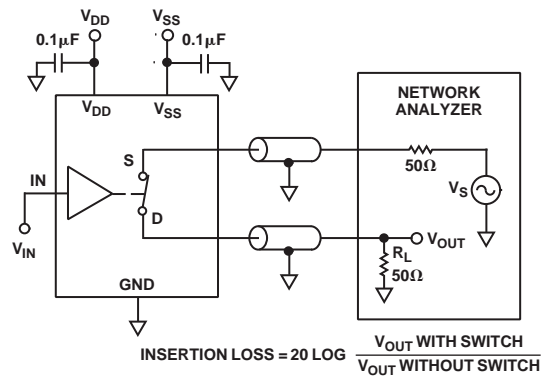 VDD
VSS
0.1µF
0.1µF
VDD
VSS
NETWORK
ANALYZER
S
50Ω
IN
VS
D
VOUT
VIN
RL
50Ω
GND
INSERTION LOSS = 20 LOG
VOUT WITH SWITCH
VOUT WITHOUT SWITCH